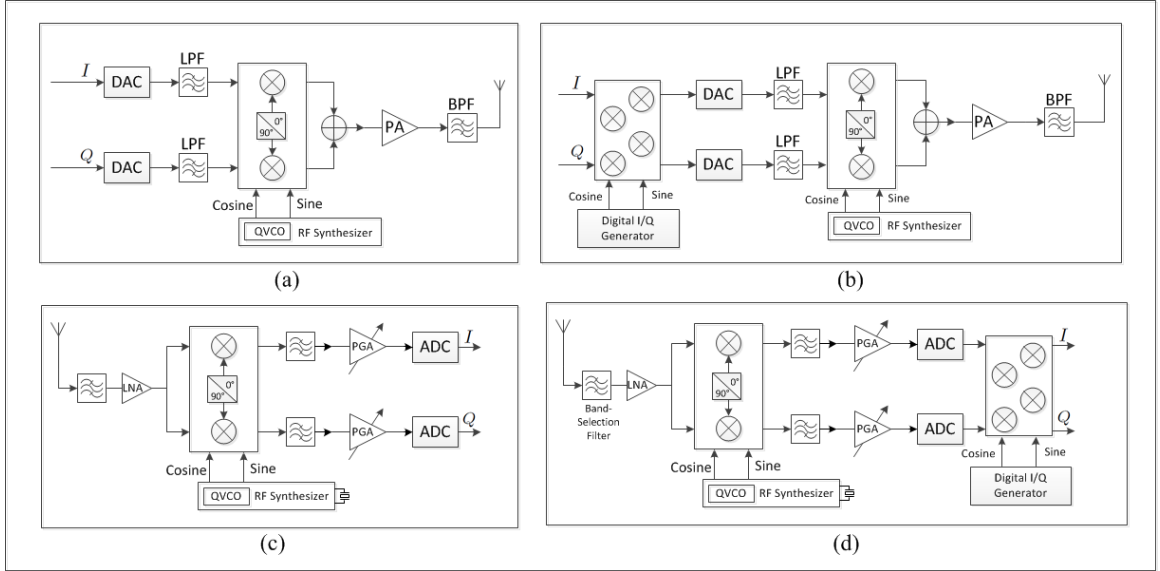 I
DAC
LPF
0°
90°
PA
BPF
Q
DAC
LPF
Cosine
Sine
QVCO
RF Synthesizer
(a)
I
Q
Cosine
Sine
Digital I/Q
Generator
DAC
LPF
DAC
LPF
0°
90°
PA
BPF
Cosine
Sine
QVCO
RF Synthesizer
(b)
LNA
0°
90°
PGA
ADC
I
PGA
ADC
Q
Cosine
Sine
QVCO
RF Synthesizer
(c)
Band-
Selection
Filter
LNA
0°
90°
PGA
ADC
I
PGA
ADC
Q
Cosine
Sine
QVCO
RF Synthesizer
Cosine
Sine
Digital I/Q
Generator
(d)